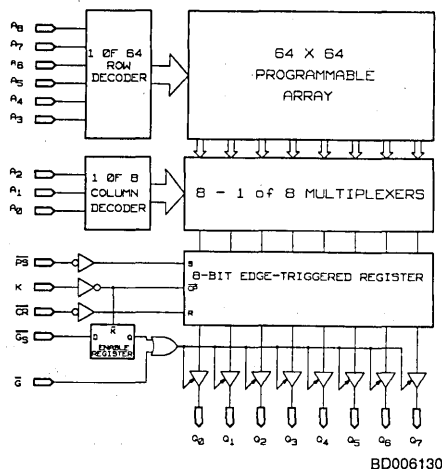 A8
A7
A6
A5
A4
A3
1 OF 64
ROW
DECODER
64 X 64
PROGRAMMABLE
ARRAY
A2
A1
A0
1 OF 8
COLUMN
DECODER
8 - 1 of 8 MULTIPLEXERS
PS
K
CR
GS
G
S
CP
R
8-BIT EDGE-TRIGGERED REGISTER
K
D
Q
ENABLE
REGISTER
Q0
Q1
Q2
Q3
Q4
Q5
Q6
Q7
BD006130